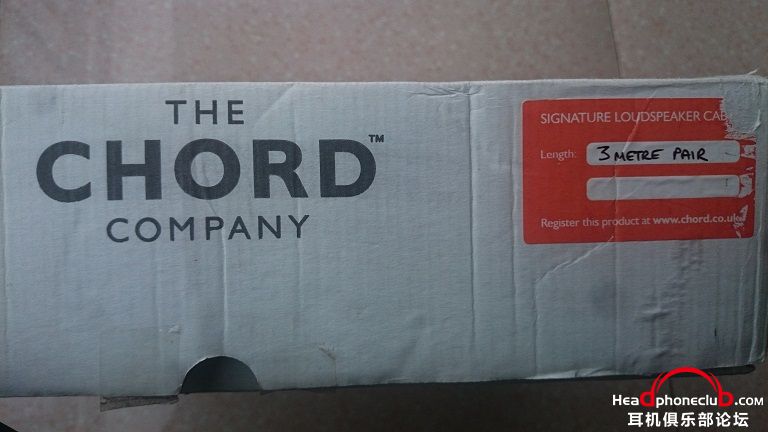 THE
CHORD™
COMPANY
SIGNATURE LOUDSPEAKER
Length: 3 METRE PAIR
Register this product at www.chord.co.uk
Headphoneclub.com
耳机俱乐部论坛